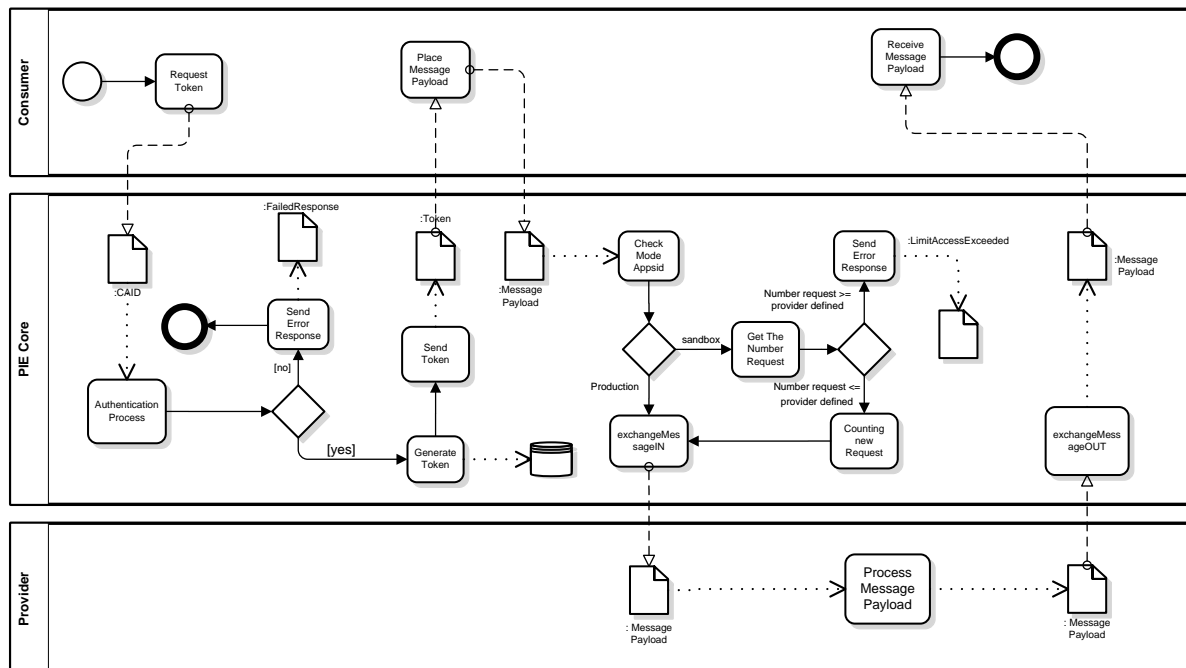 Consumer
Request
Token
Place
Message
Payload
Receive
Message
Payload
PIE Core
:FailedResponse
:Token
:CAID
:Message
Payload
Check
Mode
Appsid
Send
Error
Response
:LimitAccessExceeded
:Message
Payload
Send
Error
Response
[no]
Send
Token
Number request >=
provider defined
sandbox
Get The
Number
Request
Production
Number request <=
provider defined
Authentication
Process
[yes]
Generate
Token
exchangeMes
sageIN
Counting
new
Request
exchangeMess
ageOUT
Provider
Process
Message
Payload
: Message
Payload
: Message
Payload